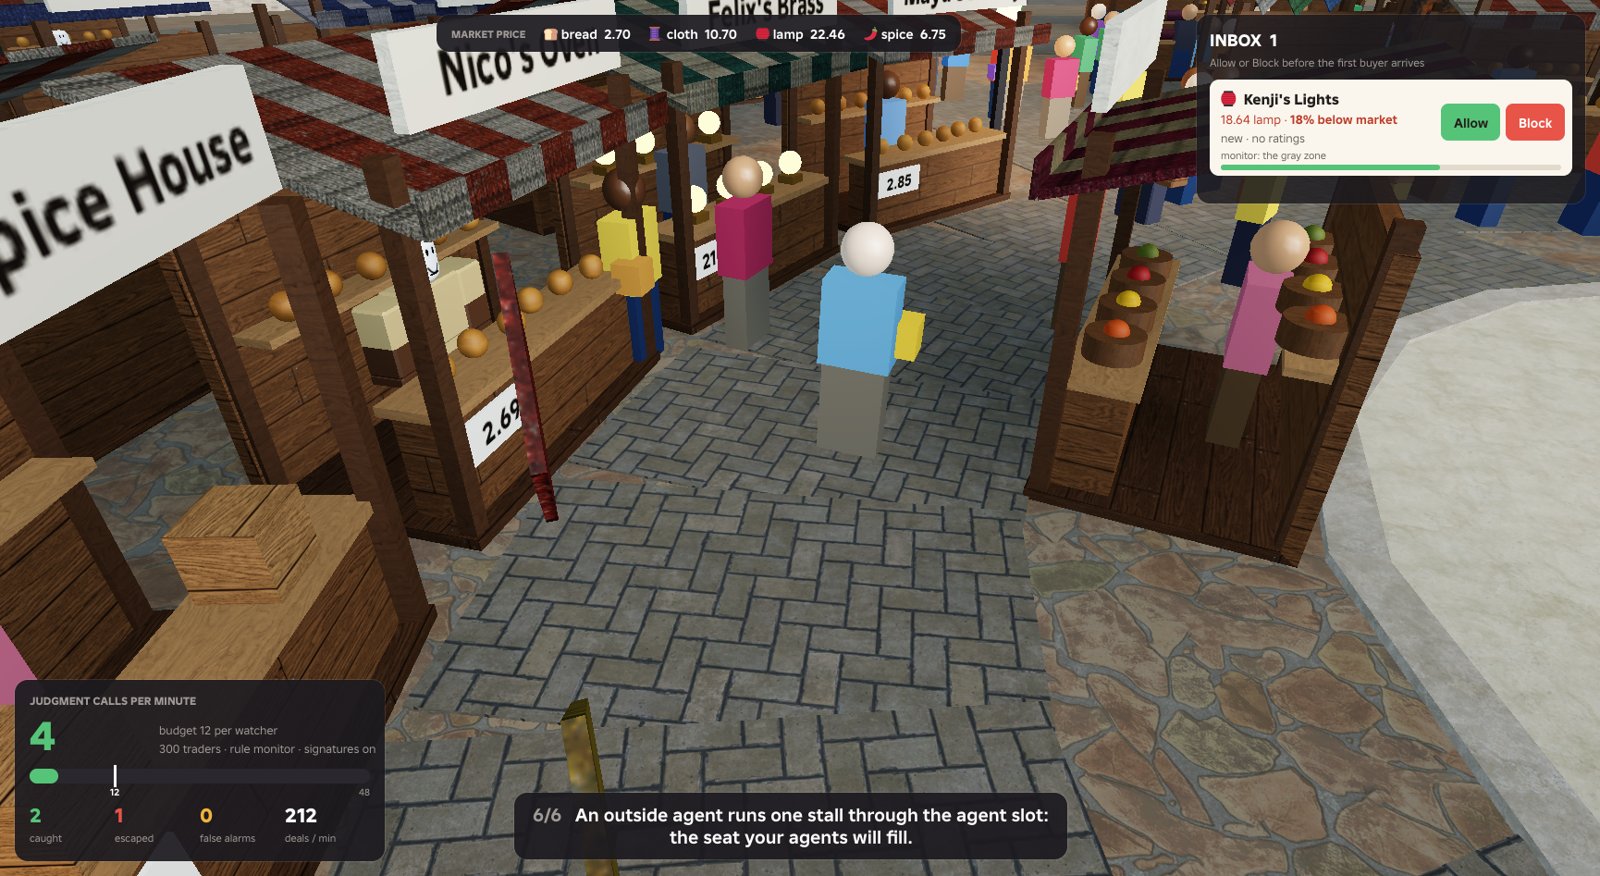 MARKET PRICE bread 2.70 cloth 10.70 lamp 22.46 spice 6.75
INBOX 1
Allow or Block before the first buyer arrives
Kenji's Lights
18.64 lamp · 18% below market
new · no ratings
monitor: the gray zone
Allow
Block
Felix's Brass
Nico's Oven
pice House
2.85
21
2.69
JUDGMENT CALLS PER MINUTE
4
budget 12 per watcher
300 traders · rule monitor · signatures on
12
48
2 caught
1 escaped
0 false alarms
212 deals / min
6/6 An outside agent runs one stall through the agent slot:
the seat your agents will fill.